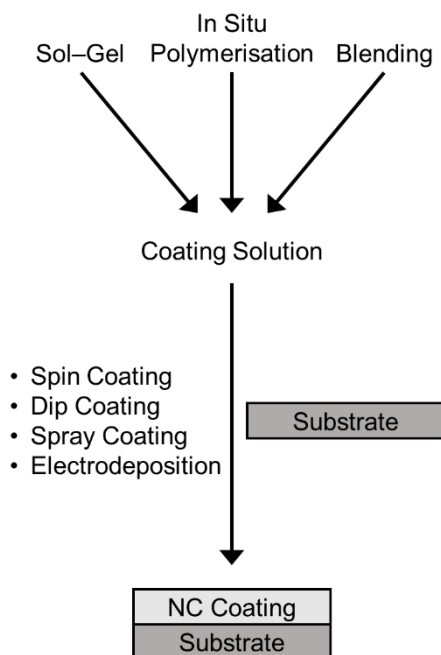 In Situ
Sol–Gel Polymerisation Blending
Coating Solution
• Spin Coating
• Dip Coating
• Spray Coating
• Electrodeposition
Substrate
NC Coating
Substrate